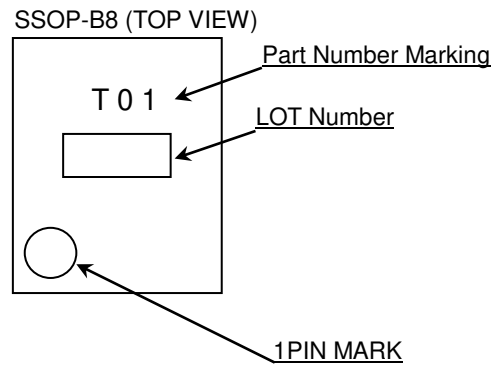 SSOP-B8 (TOP VIEW)
Part Number Marking
T 0 1
LOT Number
1PIN MARK